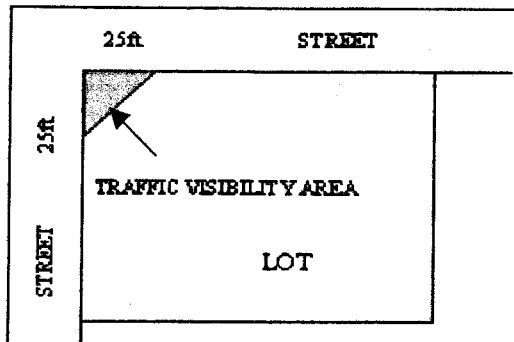 25ft STREET
25ft
TRAFFIC VISIBILITY AREA
STREET
LOT